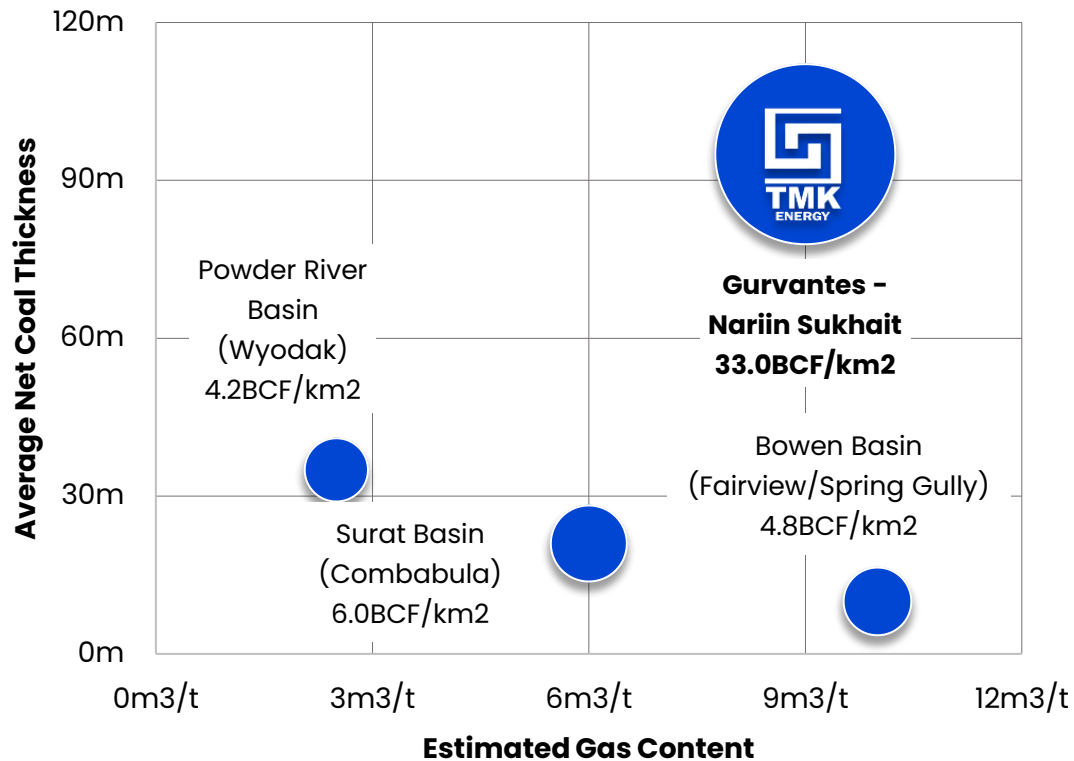 120m
90m
60m
30m
0m
Average Net Coal Thickness
TMK
ENERGY
Gurvantes -
Nariin Sukhait
33.0BCF/km2
Powder River
Basin
(Wyodak)
4.2BCF/km2
Bowen Basin
(Fairview/Spring Gully)
4.8BCF/km2
Surat Basin
(Combabula)
6.0BCF/km2
0m3/t
3m3/t
6m3/t
9m3/t
12m3/t
Estimated Gas Content